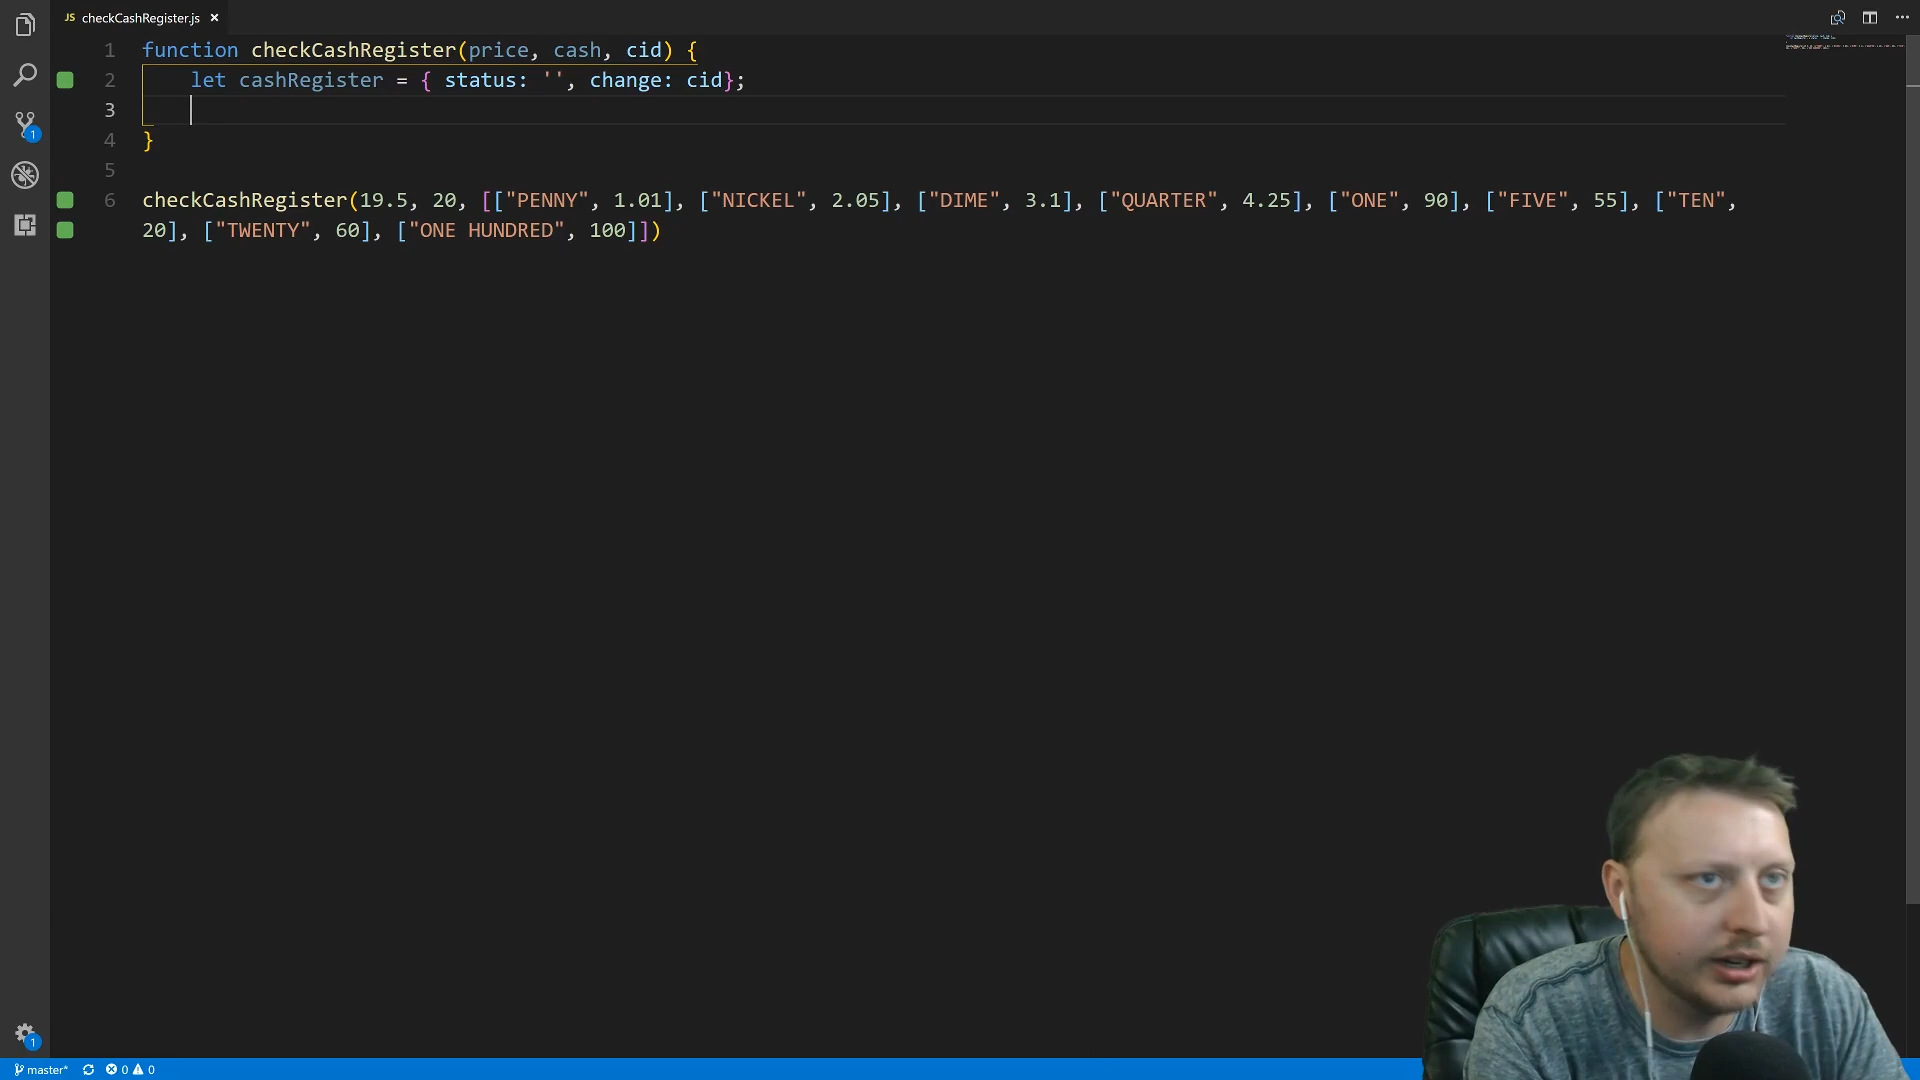 JS checkCashRegister.js ×
1 function checkCashRegister(price, cash, cid) {
2 let cashRegister = { status: '', change: cid};
3
4 }
5
6 checkCashRegister(19.5, 20, [["PENNY", 1.01], ["NICKEL", 2.05], ["DIME", 3.1], ["QUARTER", 4.25], ["ONE", 90], ["FIVE", 55], ["TEN",
20], ["TWENTY", 60], ["ONE HUNDRED", 100]])
1
1
master* 0 0